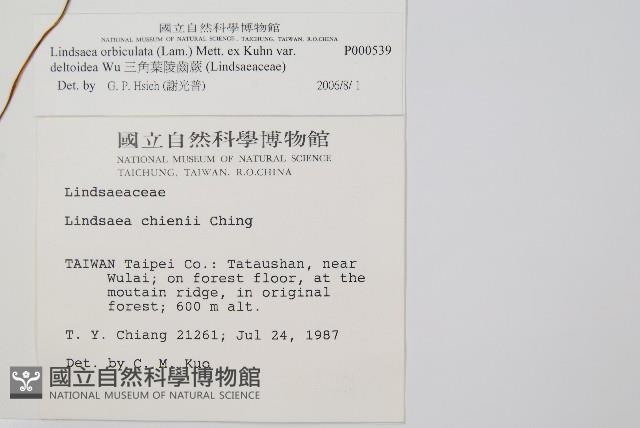 國立自然科學博物館
NATIONAL MUSEUM OF NATURAL SCIENCE, TAICHUNG, TAIWAN, R.O.CHINA
Lindsaea orbiculata (Lam.) Mett. ex Kuhn var. P000539
deltoidea Wu 三角葉陵齒蕨 (Lindsaeaceae)
Det. by G. P. Hsieh (謝光普) 2006/8/1
國立自然科學博物館
NATIONAL MUSEUM OF NATURAL SCIENCE
TAICHUNG, TAIWAN, R.O.CHINA
Lindsaeaceae
Lindsaea chienii Ching
TAIWAN Taipei Co.: Tataushan, near
Wulai; on forest floor, at the
moutain ridge, in original
forest; 600 m alt.
T. Y. Chiang 21261; Jul 24, 1987
Det. by C. M. Kuo
國立自然科學博物館
NATIONAL MUSEUM OF NATURAL SCIENCE